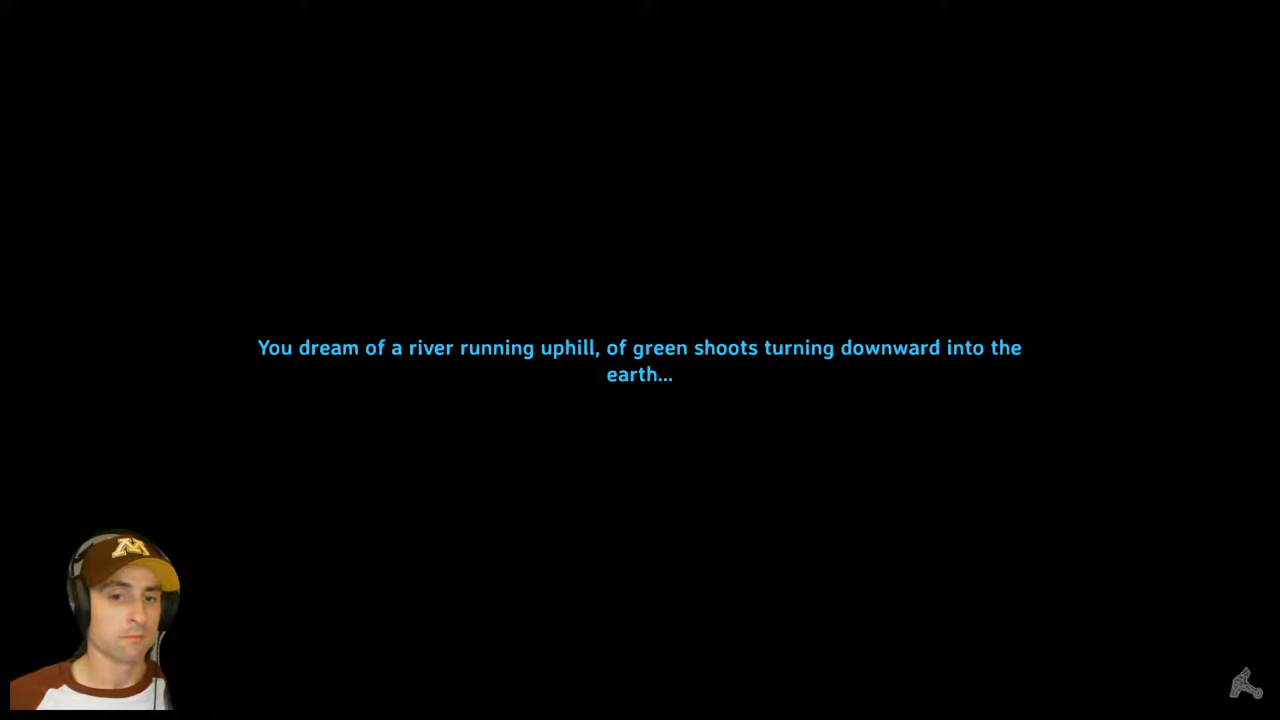 You dream of a river running uphill, of green shoots turning downward into the
earth...
M